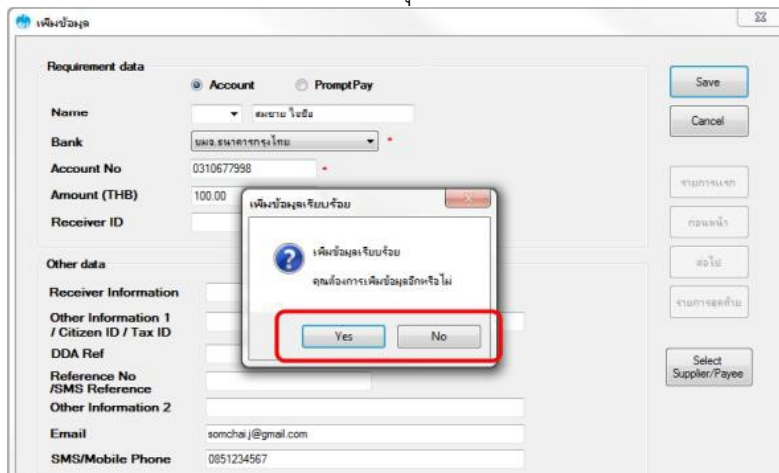 เพิ่มข้อมูล
Requirement data
Account PromptPay
Name สมชาย ใจซื่อ
Bank บมจ.ธนาคารกรุงไทย *
Account No 0310677998 *
Amount (THB) 100.00
Receiver ID
Other data
Receiver Information
Other Information 1
/ Citizen ID / Tax ID
DDA Ref
Reference No
/SMS Reference
Other Information 2
Email somchai.j@gmail.com
SMS/Mobile Phone 0851234567
Save
Cancel
รายการแรก
ก่อนหน้า
ต่อไป
รายการสุดท้าย
Select
Supplier/Payee
เพิ่มข้อมูลเรียบร้อย
เพิ่มข้อมูลเรียบร้อย
คุณต้องการเพิ่มข้อมูลอีกหรือไม่
Yes No